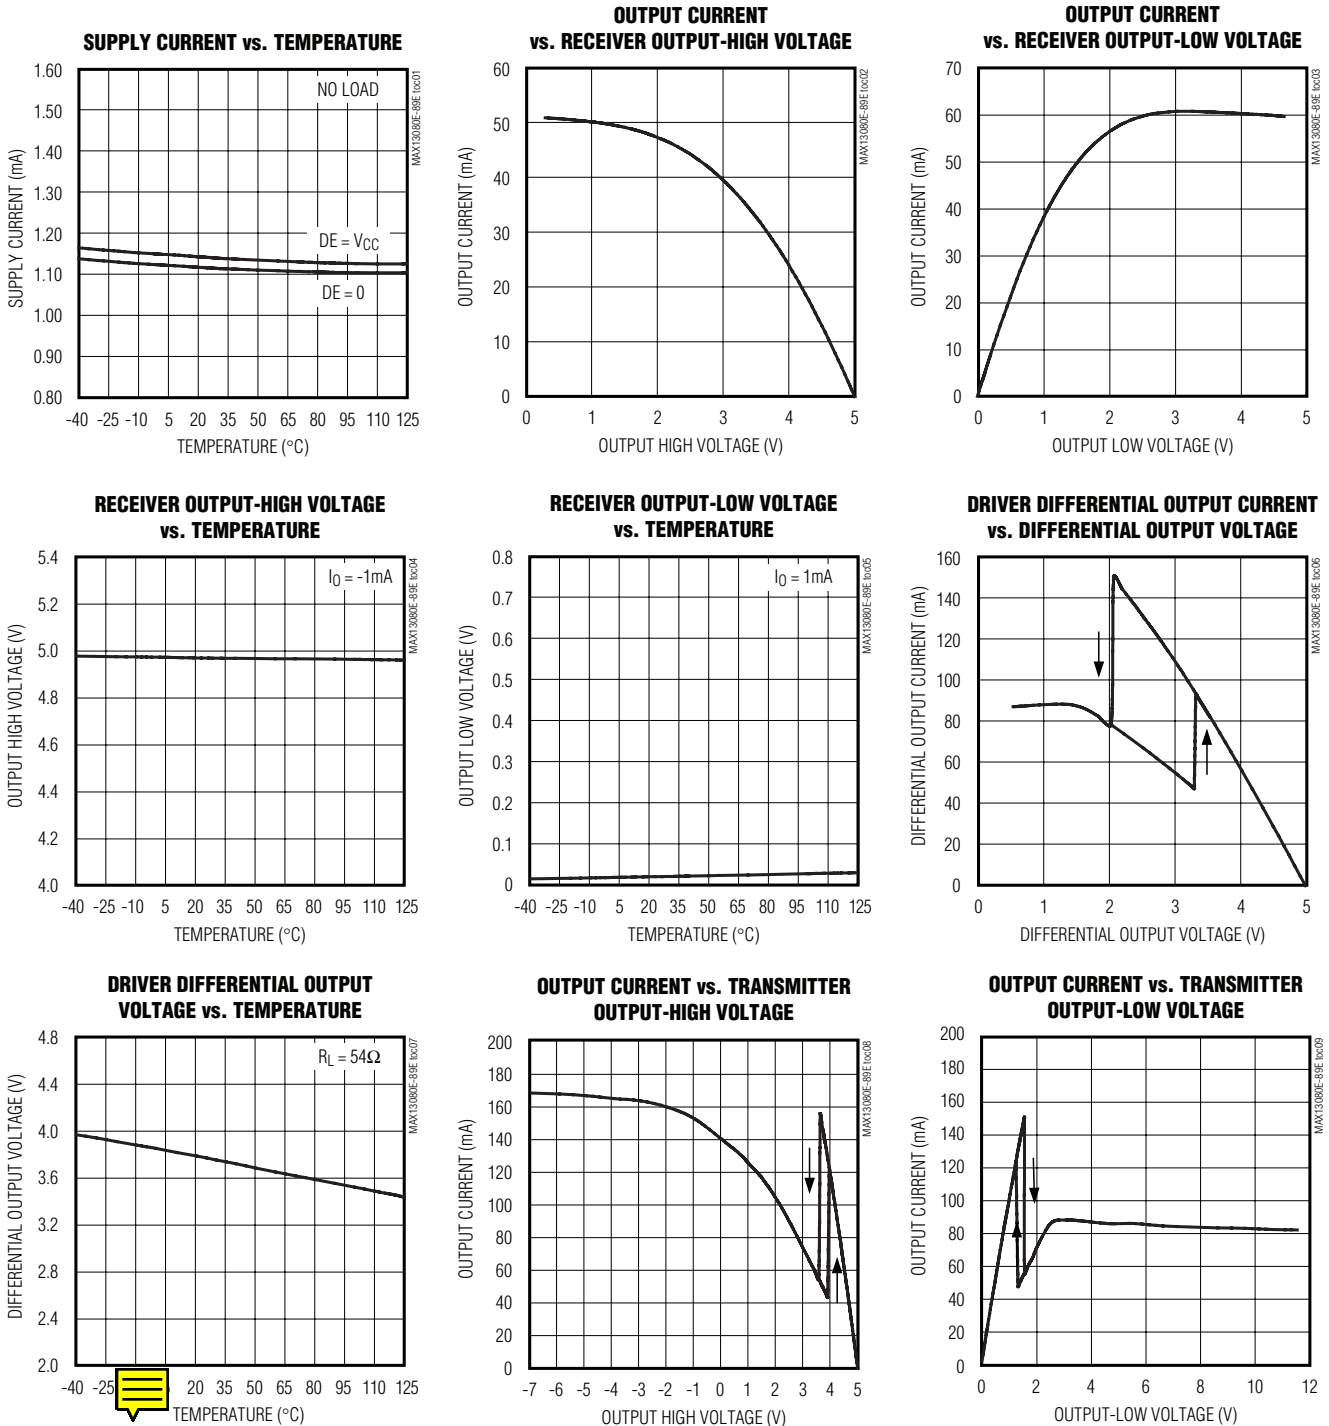 SUPPLY CURRENT vs. TEMPERATURE
1.60
1.50
1.40
1.30
1.20
1.10
1.00
0.90
0.80
SUPPLY CURRENT (mA)
NO LOAD
DE = VCC
DE = 0
MAX13080E-89E toc01
-40 -25 -10 5 20 35 50 65 80 95 110 125
TEMPERATURE (°C)
OUTPUT CURRENT
vs. RECEIVER OUTPUT-HIGH VOLTAGE
60
50
40
30
20
10
0
OUTPUT CURRENT (mA)
MAX13080E-89E toc02
0 1 2 3 4 5
OUTPUT HIGH VOLTAGE (V)
OUTPUT CURRENT
vs. RECEIVER OUTPUT-LOW VOLTAGE
70
60
50
40
30
20
10
0
OUTPUT CURRENT (mA)
MAX13080E-89E toc03
0 1 2 3 4 5
OUTPUT LOW VOLTAGE (V)
RECEIVER OUTPUT-HIGH VOLTAGE
vs. TEMPERATURE
5.4
5.2
5.0
4.8
4.6
4.4
4.2
4.0
OUTPUT HIGH VOLTAGE (V)
IO = -1mA
MAX13080E-89E toc04
-40 -25 -10 5 20 35 50 65 80 95 110 125
TEMPERATURE (°C)
RECEIVER OUTPUT-LOW VOLTAGE
vs. TEMPERATURE
0.8
0.7
0.6
0.5
0.4
0.3
0.2
0.1
0
OUTPUT LOW VOLTAGE (V)
IO = 1mA
MAX13080E-89E toc05
-40 -25 -10 5 20 35 50 65 80 95 110 125
TEMPERATURE (°C)
DRIVER DIFFERENTIAL OUTPUT CURRENT
vs. DIFFERENTIAL OUTPUT VOLTAGE
160
140
120
100
80
60
40
20
0
DIFFERENTIAL OUTPUT CURRENT (mA)
MAX13080E-89E toc06
0 1 2 3 4 5
DIFFERENTIAL OUTPUT VOLTAGE (V)
DRIVER DIFFERENTIAL OUTPUT
VOLTAGE vs. TEMPERATURE
4.8
4.4
4.0
3.6
3.2
2.8
2.4
2.0
DIFFERENTIAL OUTPUT VOLTAGE (V)
RL = 54Ω
MAX13080E-89E toc07
-40 -25 20 35 50 65 80 95 110 125
TEMPERATURE (°C)
OUTPUT CURRENT vs. TRANSMITTER
OUTPUT-HIGH VOLTAGE
200
180
160
140
120
100
80
60
40
20
0
OUTPUT CURRENT (mA)
MAX13080E-89E toc08
-7 -6 -5 -4 -3 -2 -1 0 1 2 3 4 5
OUTPUT HIGH VOLTAGE (V)
OUTPUT CURRENT vs. TRANSMITTER
OUTPUT-LOW VOLTAGE
200
180
160
140
120
100
80
60
40
20
0
OUTPUT CURRENT (mA)
MAX13080E-89E toc09
0 2 4 6 8 10 12
OUTPUT-LOW VOLTAGE (V)